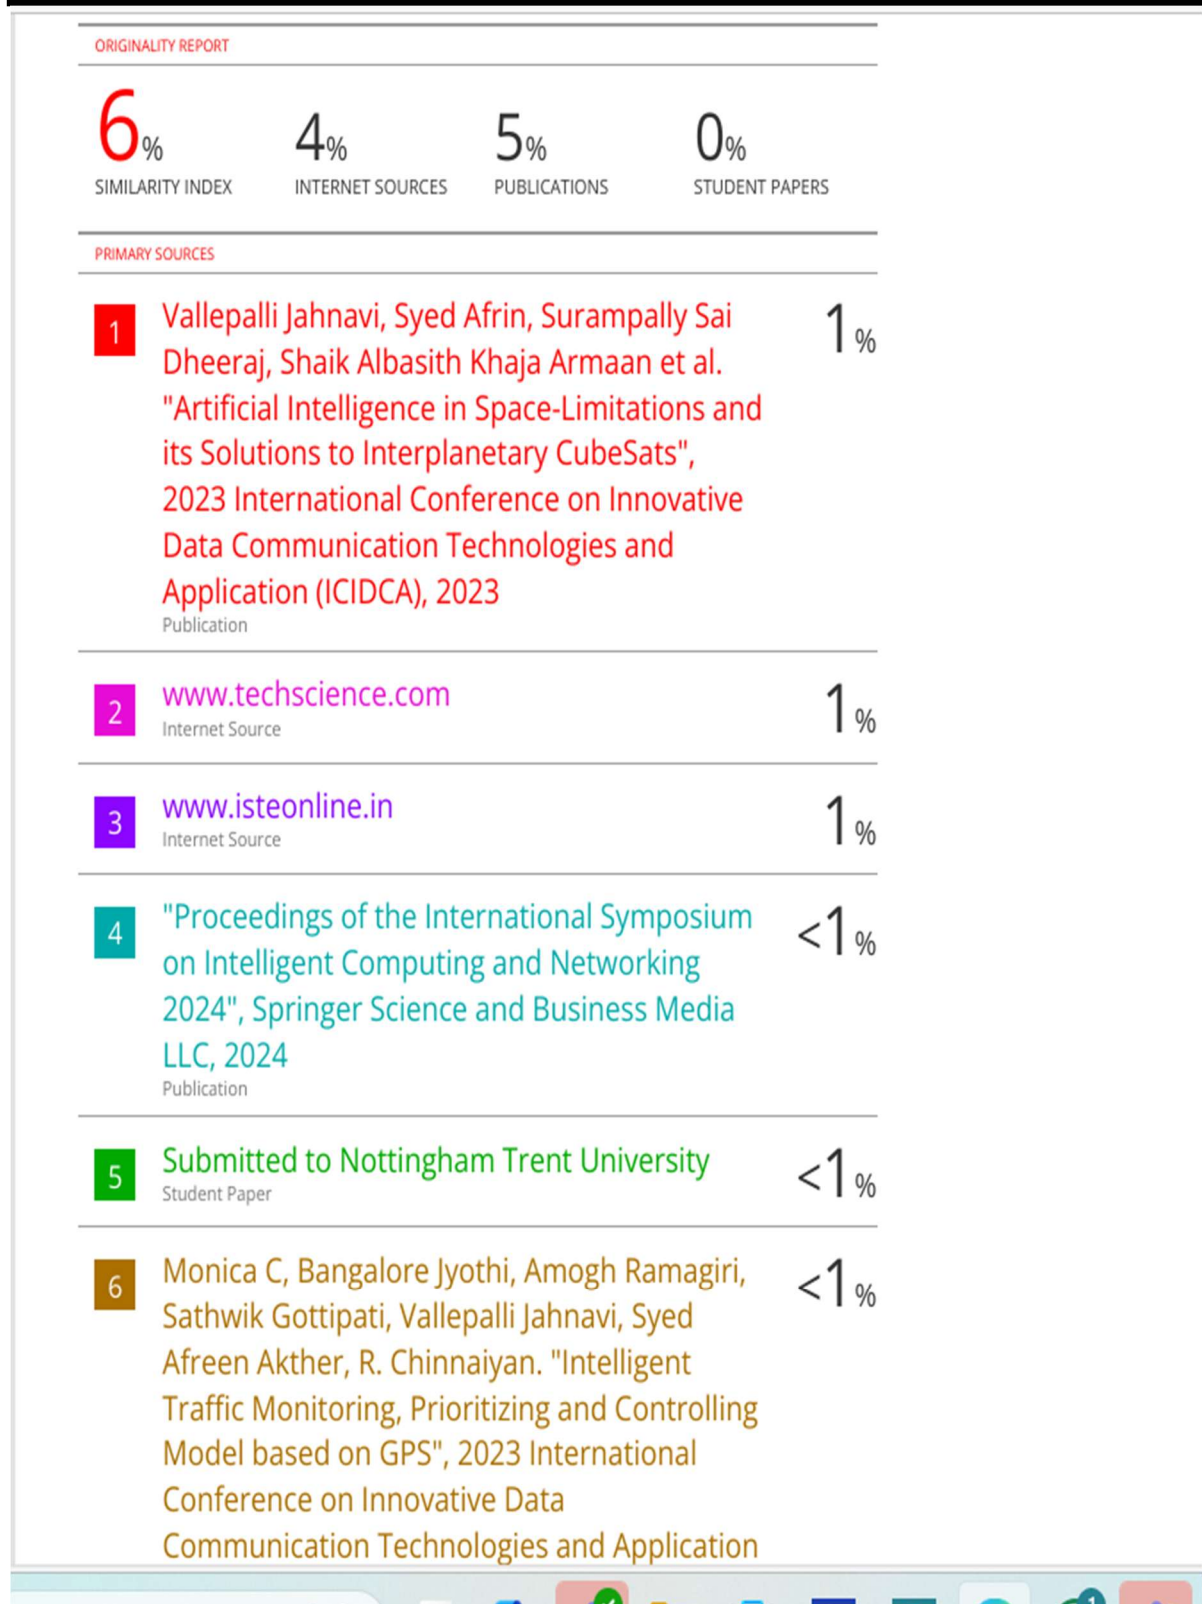 ORIGINALITY REPORT
6% 4% 5% 0%
SIMILARITY INDEX INTERNET SOURCES PUBLICATIONS STUDENT PAPERS
PRIMARY SOURCES
1 Vallepalli Jahnavi, Syed Afrin, Surampally Sai 1%
Dheeraj, Shaik Albasith Khaja Armaan et al.
"Artificial Intelligence in Space-Limitations and
its Solutions to Interplanetary CubeSats",
2023 International Conference on Innovative
Data Communication Technologies and
Application (ICIDCA), 2023
Publication
2 www.techscience.com 1%
Internet Source
3 www.isteonline.in 1%
Internet Source
4 "Proceedings of the International Symposium <1%
on Intelligent Computing and Networking
2024", Springer Science and Business Media
LLC, 2024
Publication
5 Submitted to Nottingham Trent University <1%
Student Paper
6 Monica C, Bangalore Jyothi, Amogh Ramagiri, <1%
Sathwik Gottipati, Vallepalli Jahnavi, Syed
Afreen Akther, R. Chinnaiyan. "Intelligent
Traffic Monitoring, Prioritizing and Controlling
Model based on GPS", 2023 International
Conference on Innovative Data
Communication Technologies and Application
1